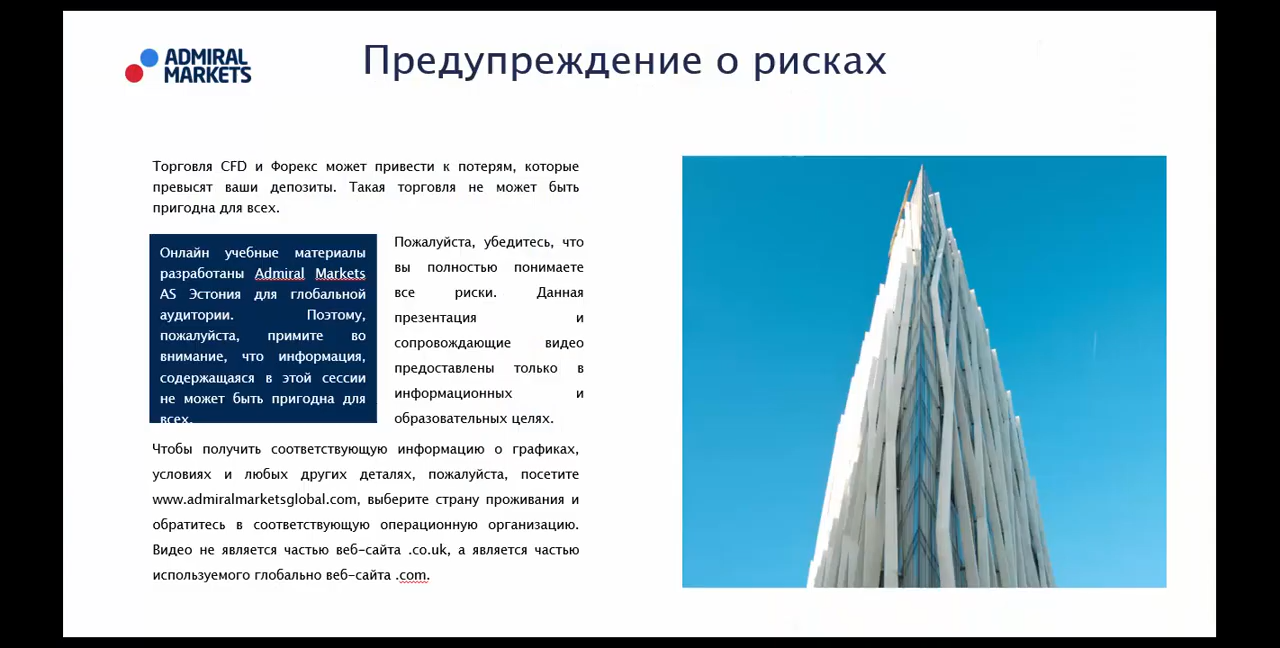 ADMIRAL
MARKETS
Предупреждение о рисках
Торговля CFD и Форекс может привести к потерям, которые
превысят ваши депозиты. Такая торговля не может быть
пригодна для всех.
Онлайн учебные материалы
разработаны Admiral Markets
AS Эстония для глобальной
аудитории. Поэтому,
пожалуйста, примите во
внимание, что информация,
содержащаяся в этой сессии
не может быть пригодна для
всех.
Пожалуйста, убедитесь, что
вы полностью понимаете
все риски. Данная
презентация и
сопровождающие видео
предоставлены только в
информационных и
образовательных целях.
Чтобы получить соответствующую информацию о графиках,
условиях и любых других деталях, пожалуйста, посетите
www.admiralmarketsglobal.com, выберите страну проживания и
обратитесь в соответствующую операционную организацию.
Видео не является частью веб-сайта .co.uk, а является частью
используемого глобально веб-сайта .com.